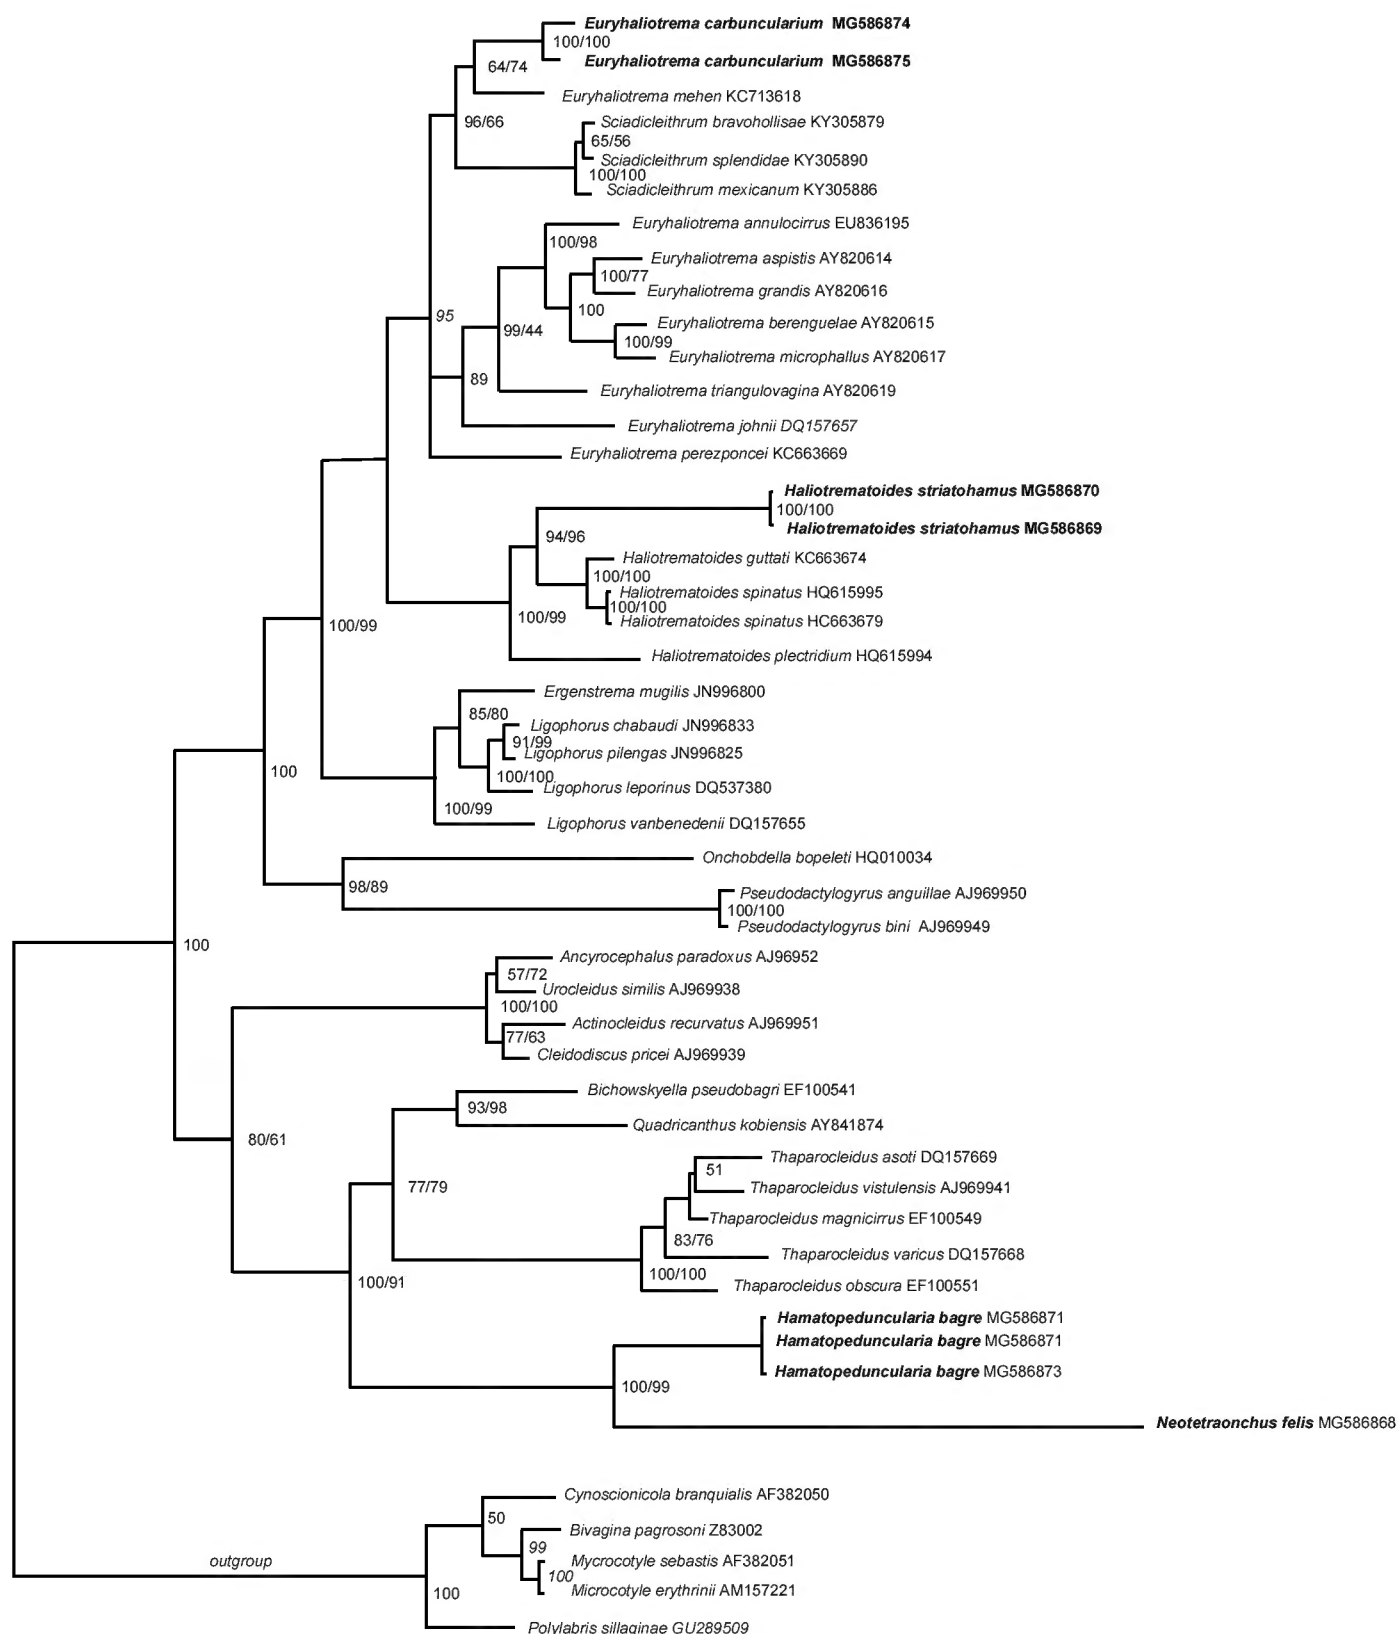 Euryhaliotrema carbuncularium MG586874
100/100
Euryhaliotrema carbuncularium MG586875
64/74
Euryhaliotrema mehen KC713618
96/66
Sciadicleithrum bravohollisae KY305879
65/56
Sciadicleithrum splendidae KY305890
100/100
Sciadicleithrum mexicanum KY305886
Euryhaliotrema annulocirrus EU836195
100/98
Euryhaliotrema aspistis AY820614
100/77
Euryhaliotrema grandis AY820616
100
95
Euryhaliotrema berenguelae AY820615
99/44
100/99
Euryhaliotrema microphallus AY820617
89
Euryhaliotrema triangulovagina AY820619
Euryhaliotrema johnii DQ157657
Euryhaliotrema perezponcei KC663669
Haliotrematoides striatohamus MG586870
100/100
Haliotrematoides striatohamus MG586869
94/96
Haliotrematoides guttati KC663674
100/100
Haliotrematoides spinatus HQ615995
100/100
100/99
Haliotrematoides spinatus HC663679
100/99
Haliotrematoides plectridium HQ615994
Ergenstrema mugilis JN996800
85/80
Ligophorus chabaudi JN996833
91/99
Ligophorus pilengas JN996825
100
100/100
Ligophorus leporinus DQ537380
100/99
Ligophorus vanbenedenii DQ157655
Onchobdella bopeleti HQ010034
98/89
Pseudodactylogyrus anguillae AJ969950
100/100
Pseudodactylogyrus bini AJ969949
100
Ancyrocephalus paradoxus AJ96952
57/72
Urocleidus similis AJ969938
100/100
Actinocleidus recurvatus AJ969951
77/63
Cleidodiscus pricei AJ969939
Bichowskyella pseudobagri EF100541
93/98
Quadricanthus kobiensis AY841874
80/61
Thaparocleidus asoti DQ157669
51
77/79
Thaparocleidus vistulensis AJ969941
Thaparocleidus magnicirrus EF100549
83/76
Thaparocleidus varicus DQ157668
100/100
100/91
Thaparocleidus obscura EF100551
Hamatopeduncularia bagre MG586871
Hamatopeduncularia bagre MG586871
Hamatopeduncularia bagre MG586873
100/99
Neotetraonchus felis MG586868
Cynoscionicola branquialis AF382050
50
Bivagina pagrosoni Z83002
99
outgroup
Mycrocotyle sebastis AF382051
100
100
Microcotyle erythrinii AM157221
Polylabris sillaginae GU289509